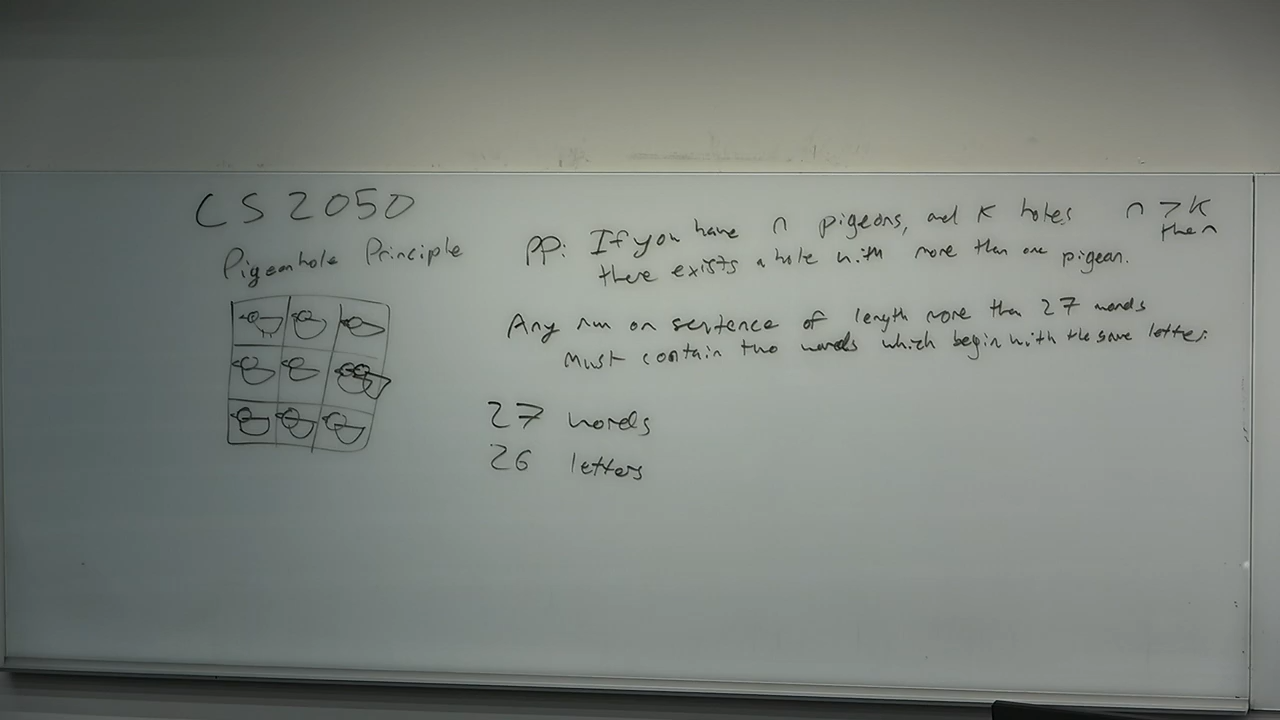 CS 2050
Pigeonhole Principle
PP: If you have n pigeons, and K holes n > K then
there exists a hole with more than one pigeon.
Any run on sentence of length more than 27 words
must contain two words which begin with the same letter.
27 words
26 letters